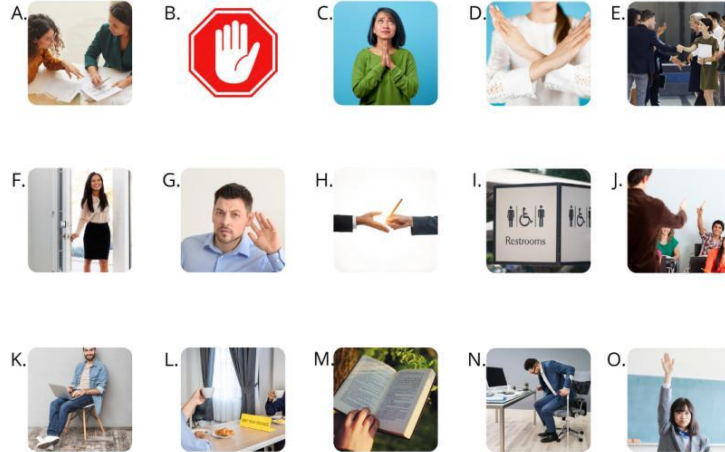 A. B. C. D. E.
F. G. H. I. J.
Restrooms
K. L. M. N. O.